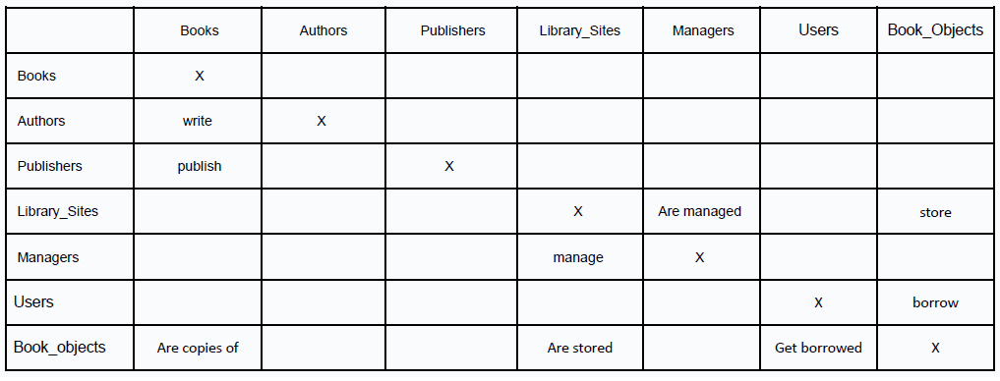 Books Authors Publishers Library_Sites Managers Users Book_Objects
Books X
Authors write X
Publishers publish X
Library_Sites X Are managed store
Managers manage X
Users X borrow
Book_objects Are copies of Are stored Get borrowed X